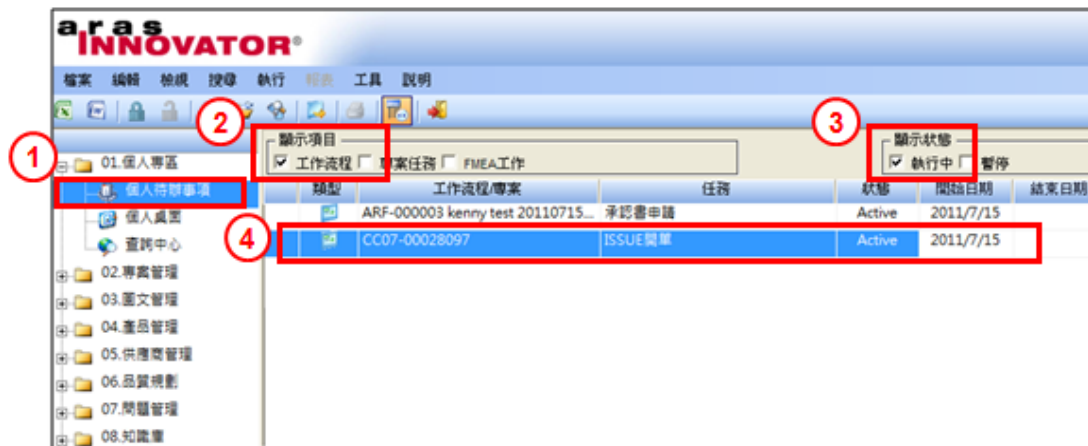 aras
INNOVATOR®
檔案 編輯 檢視 搜尋 執行 報表 工具 說明
2
3
顯示項目
顯示狀態
1
01.個人專區
工作流程 專案任務 FMEA工作
執行中 暫停
個人待辦事項
類型 工作流程/專案 任務 狀態 開始日期 結束日期
個人桌面
ARF-000003 kenny test 20110715... 承認書申請 Active 2011/7/15
4
查詢中心
CC07-00028097 ISSUE開單 Active 2011/7/15
02.專案管理
03.圖文管理
04.產品管理
05.供應商管理
06.品質規劃
07.問題管理
08.知識庫